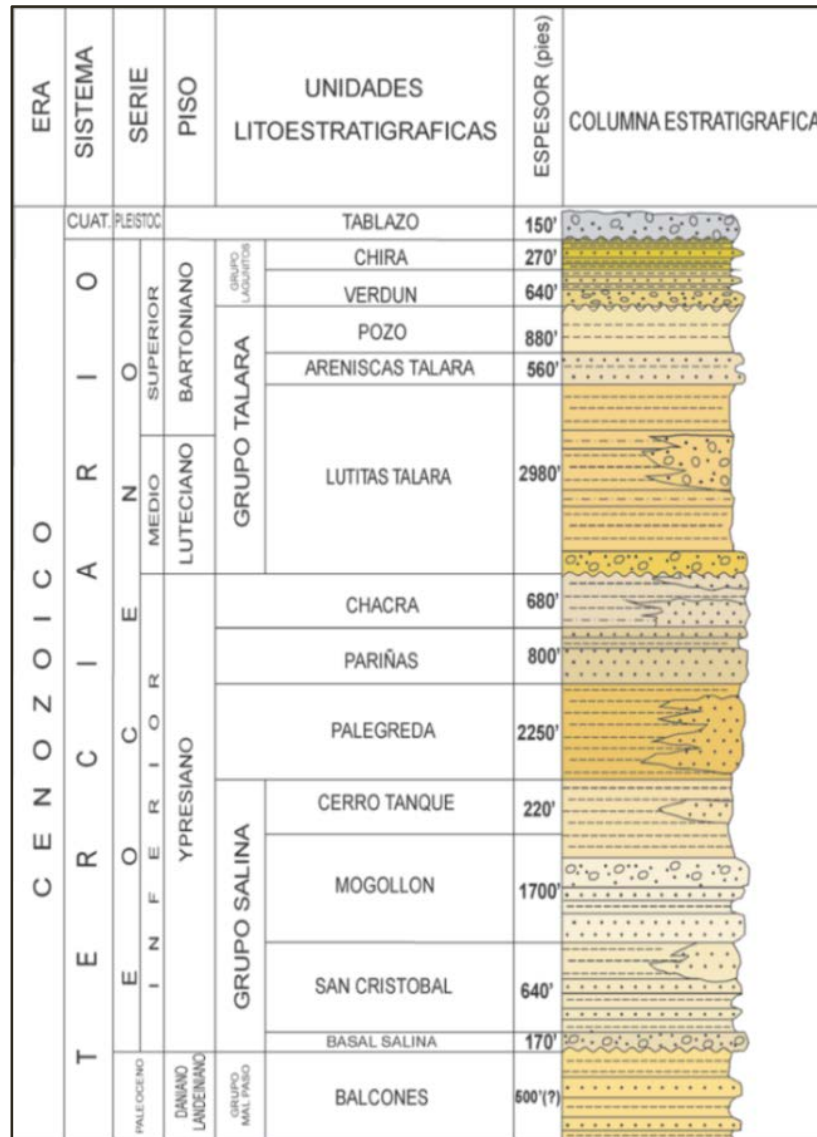 ERA
SISTEMA
SERIE
PISO
UNIDADES
LITOESTRATIGRAFICAS
ESPESOR (pies)
COLUMNA ESTRATIGRAFICA
CENOZOICO
CUAT.
PLEISTOC.
TABLAZO
150'
TERCIARIO
EOCENO
SUPERIOR
BARTONIANO
GRUPO
LAGUNITOS
CHIRA
270'
VERDUN
640'
GRUPO TALARA
POZO
880'
ARENISCAS TALARA
560'
MEDIO
LUTECIANO
LUTITAS TALARA
2980'
INFERIOR
YPRESIANO
CHACRA
680'
PARIÑAS
800'
PALEGREDA
2250'
GRUPO SALINA
CERRO TANQUE
220'
MOGOLLON
1700'
SAN CRISTOBAL
640'
BASAL SALINA
170'
PALEOCENO
DANIANO
LANDEINIANO
GRUPO
MAL PASO
BALCONES
500'(?)